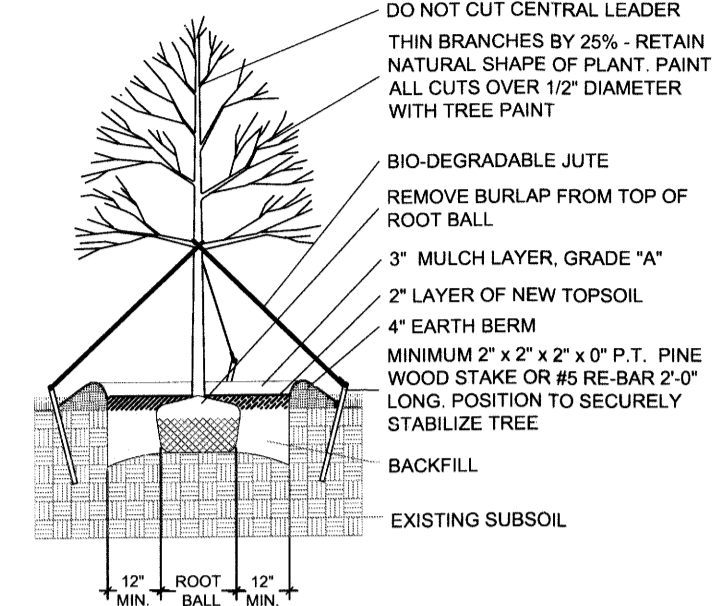 DO NOT CUT CENTRAL LEADER
THIN BRANCHES BY 25% - RETAIN
NATURAL SHAPE OF PLANT. PAINT
ALL CUTS OVER 1/2" DIAMETER
WITH TREE PAINT
BIO-DEGRADABLE JUTE
REMOVE BURLAP FROM TOP OF
ROOT BALL
3" MULCH LAYER, GRADE "A"
2" LAYER OF NEW TOPSOIL
4" EARTH BERM
MINIMUM 2" x 2" x 2" x 0" P.T. PINE
WOOD STAKE OR #5 RE-BAR 2'-0"
LONG. POSITION TO SECURELY
STABILIZE TREE
BACKFILL
EXISTING SUBSOIL
12" ROOT 12"
MIN. BALL MIN.